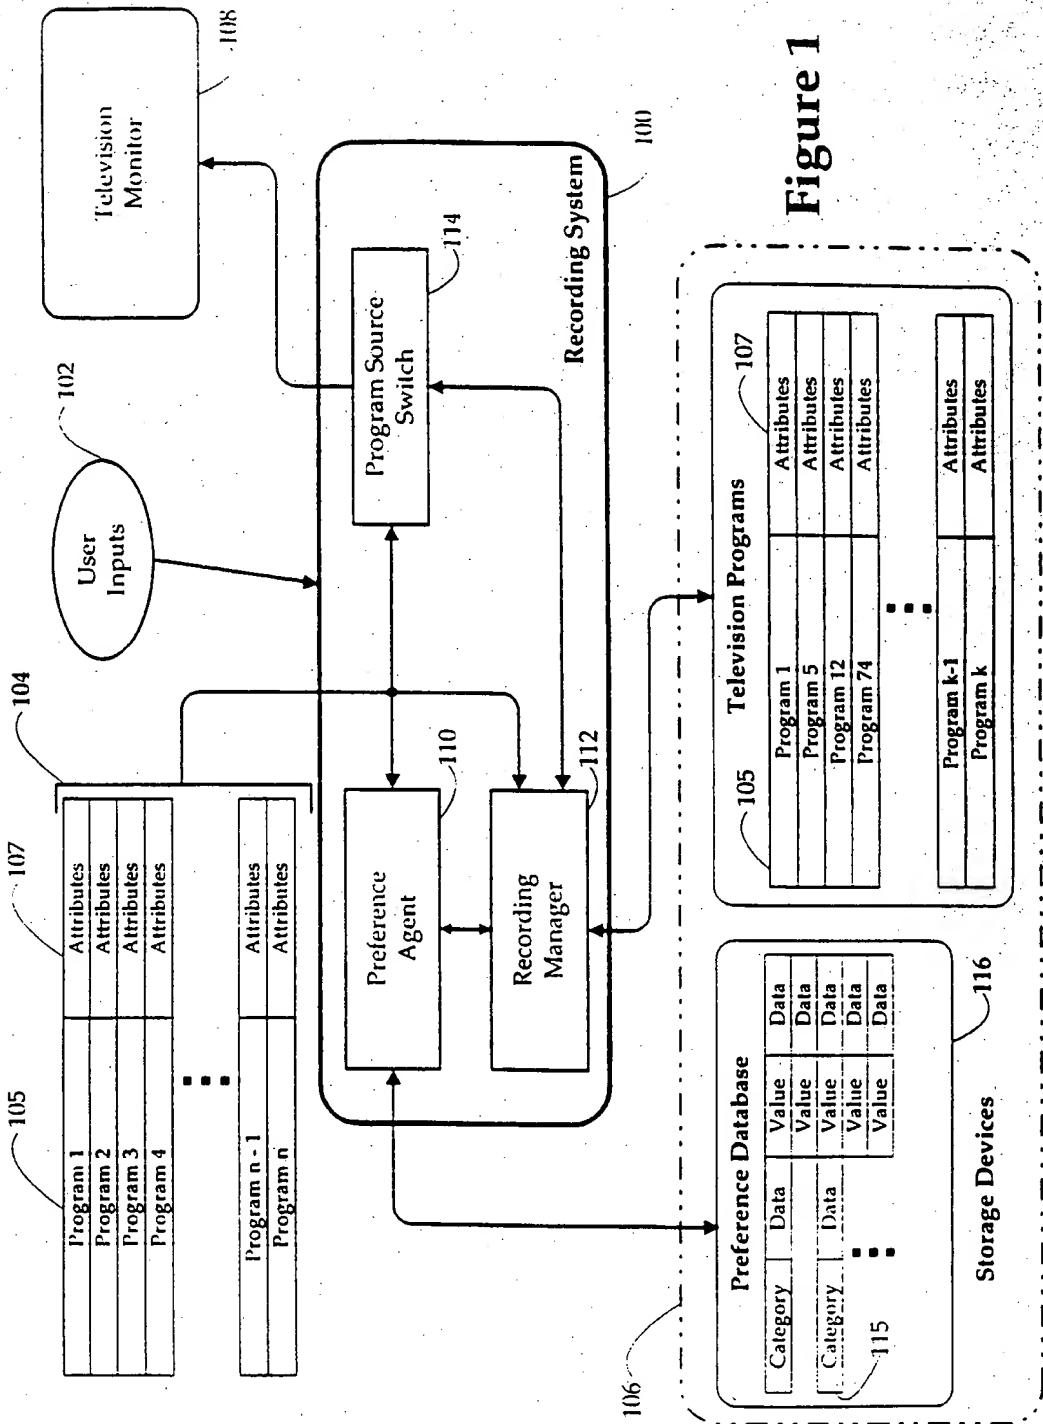 105
107
104
102
108
Program 1 Attributes
Program 2 Attributes
Program 3 Attributes
Program 4 Attributes
Program n - 1 Attributes
Program n Attributes
User
Inputs
Television
Monitor
Preference
Agent
110
Program Source
Switch
114
Recording
Manager
112
Recording System
100
106
Preference Database
Category Data Value Data
Value Data
Category Data Value Data
Value Data
Value Data
115
116
Storage Devices
105
Television Programs
107
Program 1 Attributes
Program 5 Attributes
Program 12 Attributes
Program 74 Attributes
Program k-1 Attributes
Program k Attributes
Figure 1